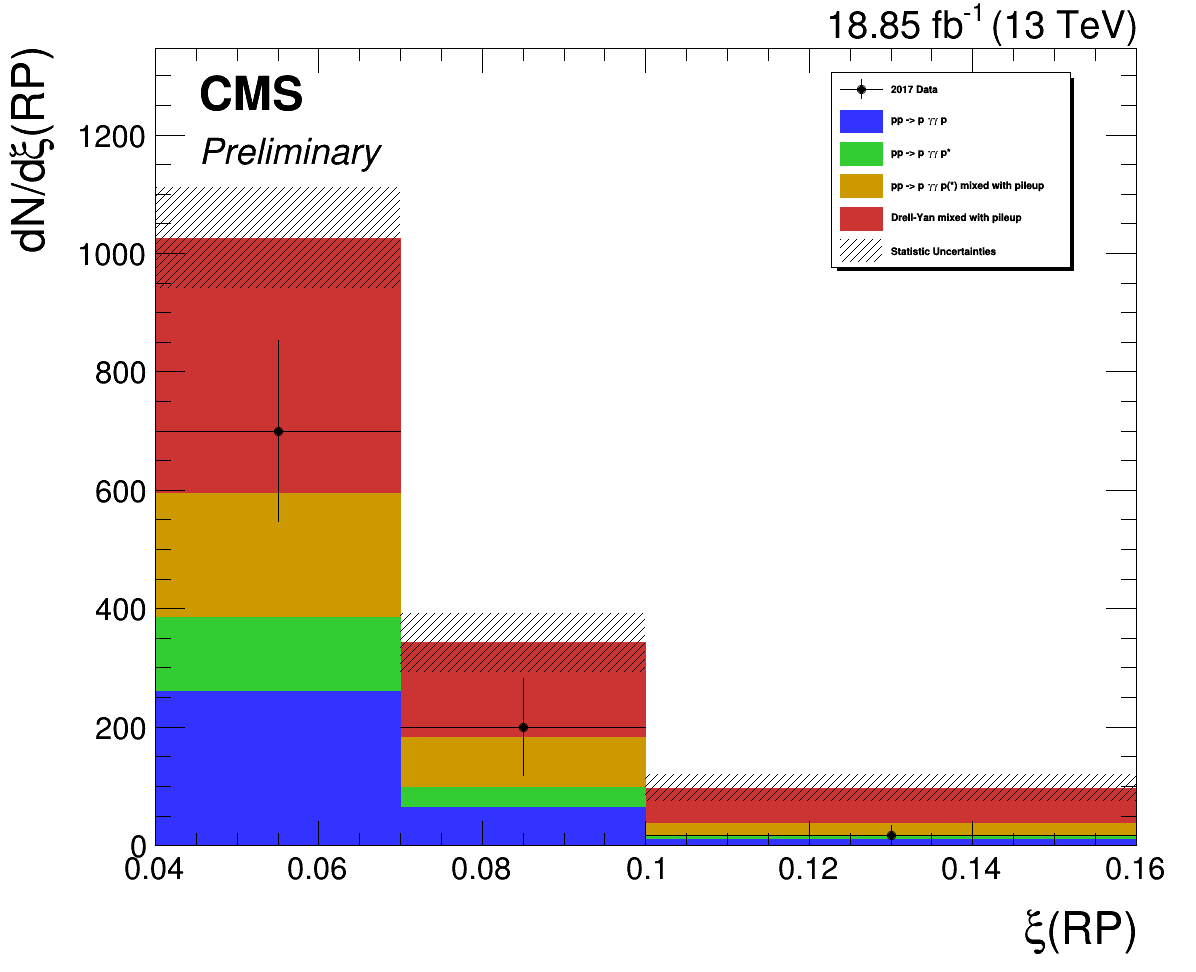 18.85 fb⁻¹ (13 TeV)
dN/dξ(RP)
CMS
Preliminary
2017 Data
pp -> p γγ p
pp -> p γγ p*
pp -> p γγ p(*) mixed with pileup
Drell-Yan mixed with pileup
Statistic Uncertainties
1200
1000
800
600
400
200
0
0.04 0.06 0.08 0.1 0.12 0.14 0.16
ξ(RP)